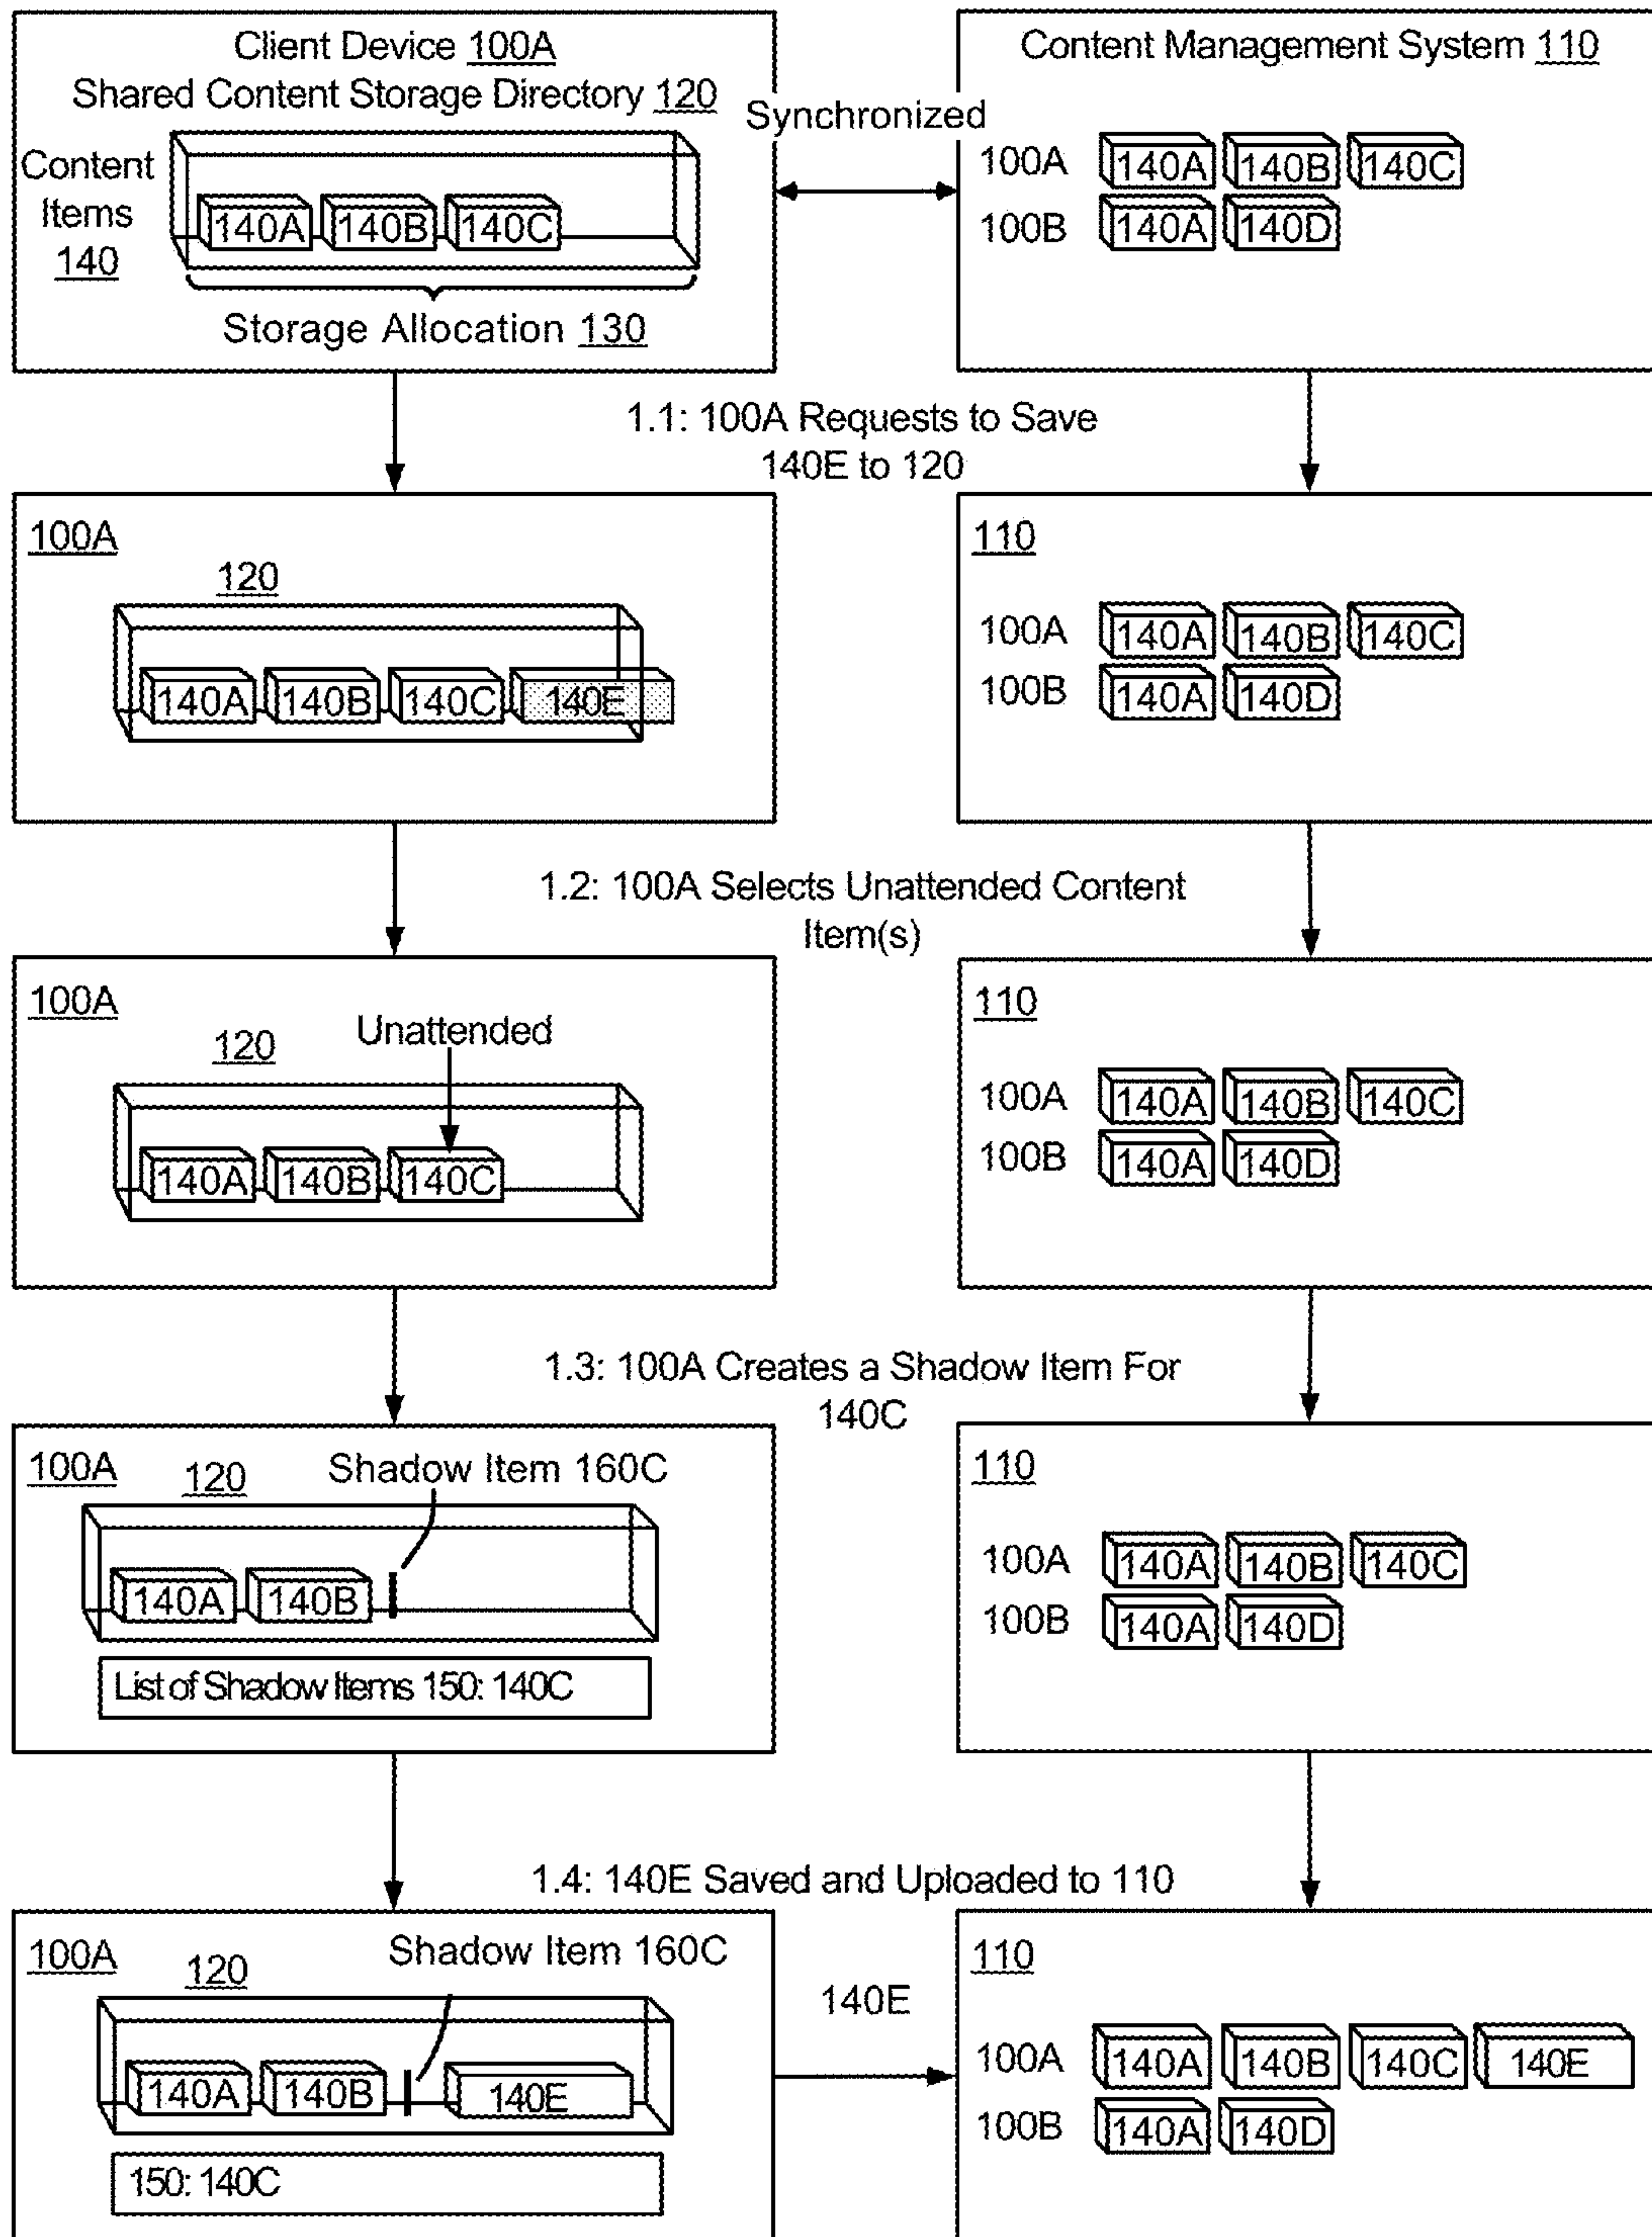 Client Device 100A
Shared Content Storage Directory 120
Content
Items
140
140A 140B 140C
Storage Allocation 130
Synchronized
Content Management System 110
100A 140A 140B 140C
100B 140A 140D
1.1: 100A Requests to Save
140E to 120
100A
120
140A 140B 140C 140E
110
100A 140A 140B 140C
100B 140A 140D
1.2: 100A Selects Unattended Content
Item(s)
100A
120
Unattended
140A 140B 140C
110
100A 140A 140B 140C
100B 140A 140D
1.3: 100A Creates a Shadow Item For
140C
100A
120
Shadow Item 160C
140A 140B
List of Shadow Items 150: 140C
110
100A 140A 140B 140C
100B 140A 140D
1.4: 140E Saved and Uploaded to 110
100A
120
Shadow Item 160C
140A 140B 140E
150: 140C
140E
110
100A 140A 140B 140C 140E
100B 140A 140D